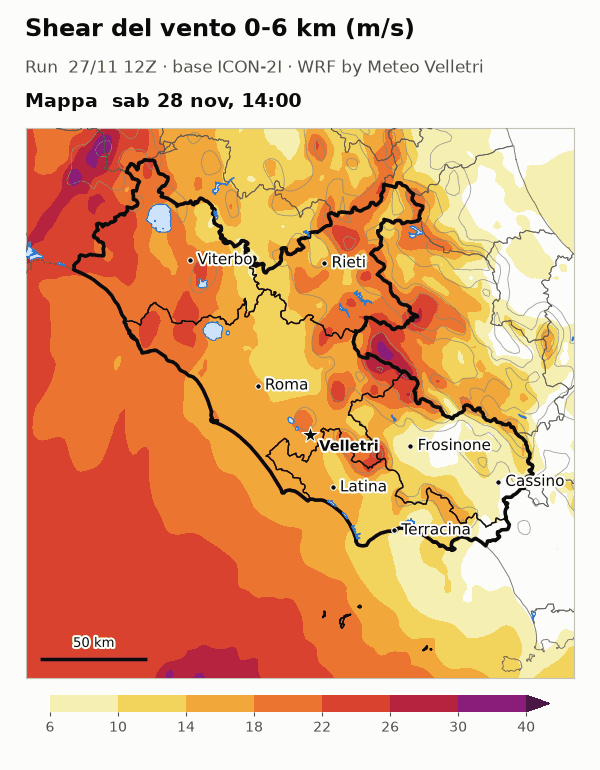 Shear del vento 0-6 km (m/s)
Run  27/11 12Z · base ICON-2I · WRF by Meteo Velletri
Mappa  sab 28 nov, 14:00
Viterbo
Rieti
Roma
Velletri
Frosinone
Latina
Cassino
Terracina
50 km
6 10 14 18 22 26 30 40